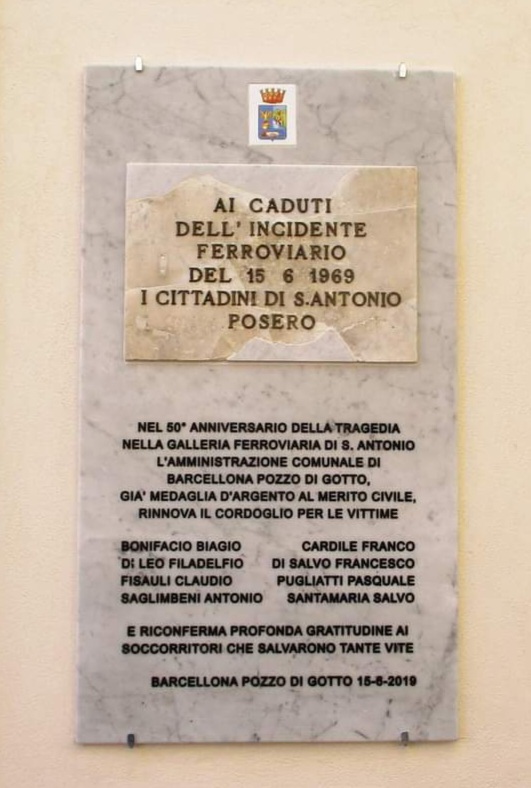 AI CADUTI
DELL' INCIDENTE
FERROVIARIO
DEL 15 6 1969
I CITTADINI DI S.ANTONIO
POSERO
NEL 50° ANNIVERSARIO DELLA TRAGEDIA
NELLA GALLERIA FERROVIARIA DI S. ANTONIO
L'AMMINISTRAZIONE COMUNALE DI
BARCELLONA POZZO DI GOTTO,
GIA' MEDAGLIA D'ARGENTO AL MERITO CIVILE,
RINNOVA IL CORDOGLIO PER LE VITTIME
BONIFACIO BIAGIO CARDILE FRANCO
DI LEO FILADELFIO DI SALVO FRANCESCO
FISAULI CLAUDIO PUGLIATTI PASQUALE
SAGLIMBENI ANTONIO SANTAMARIA SALVO
E RICONFERMA PROFONDA GRATITUDINE AI
SOCCORRITORI CHE SALVARONO TANTE VITE
BARCELLONA POZZO DI GOTTO 15-6-2019